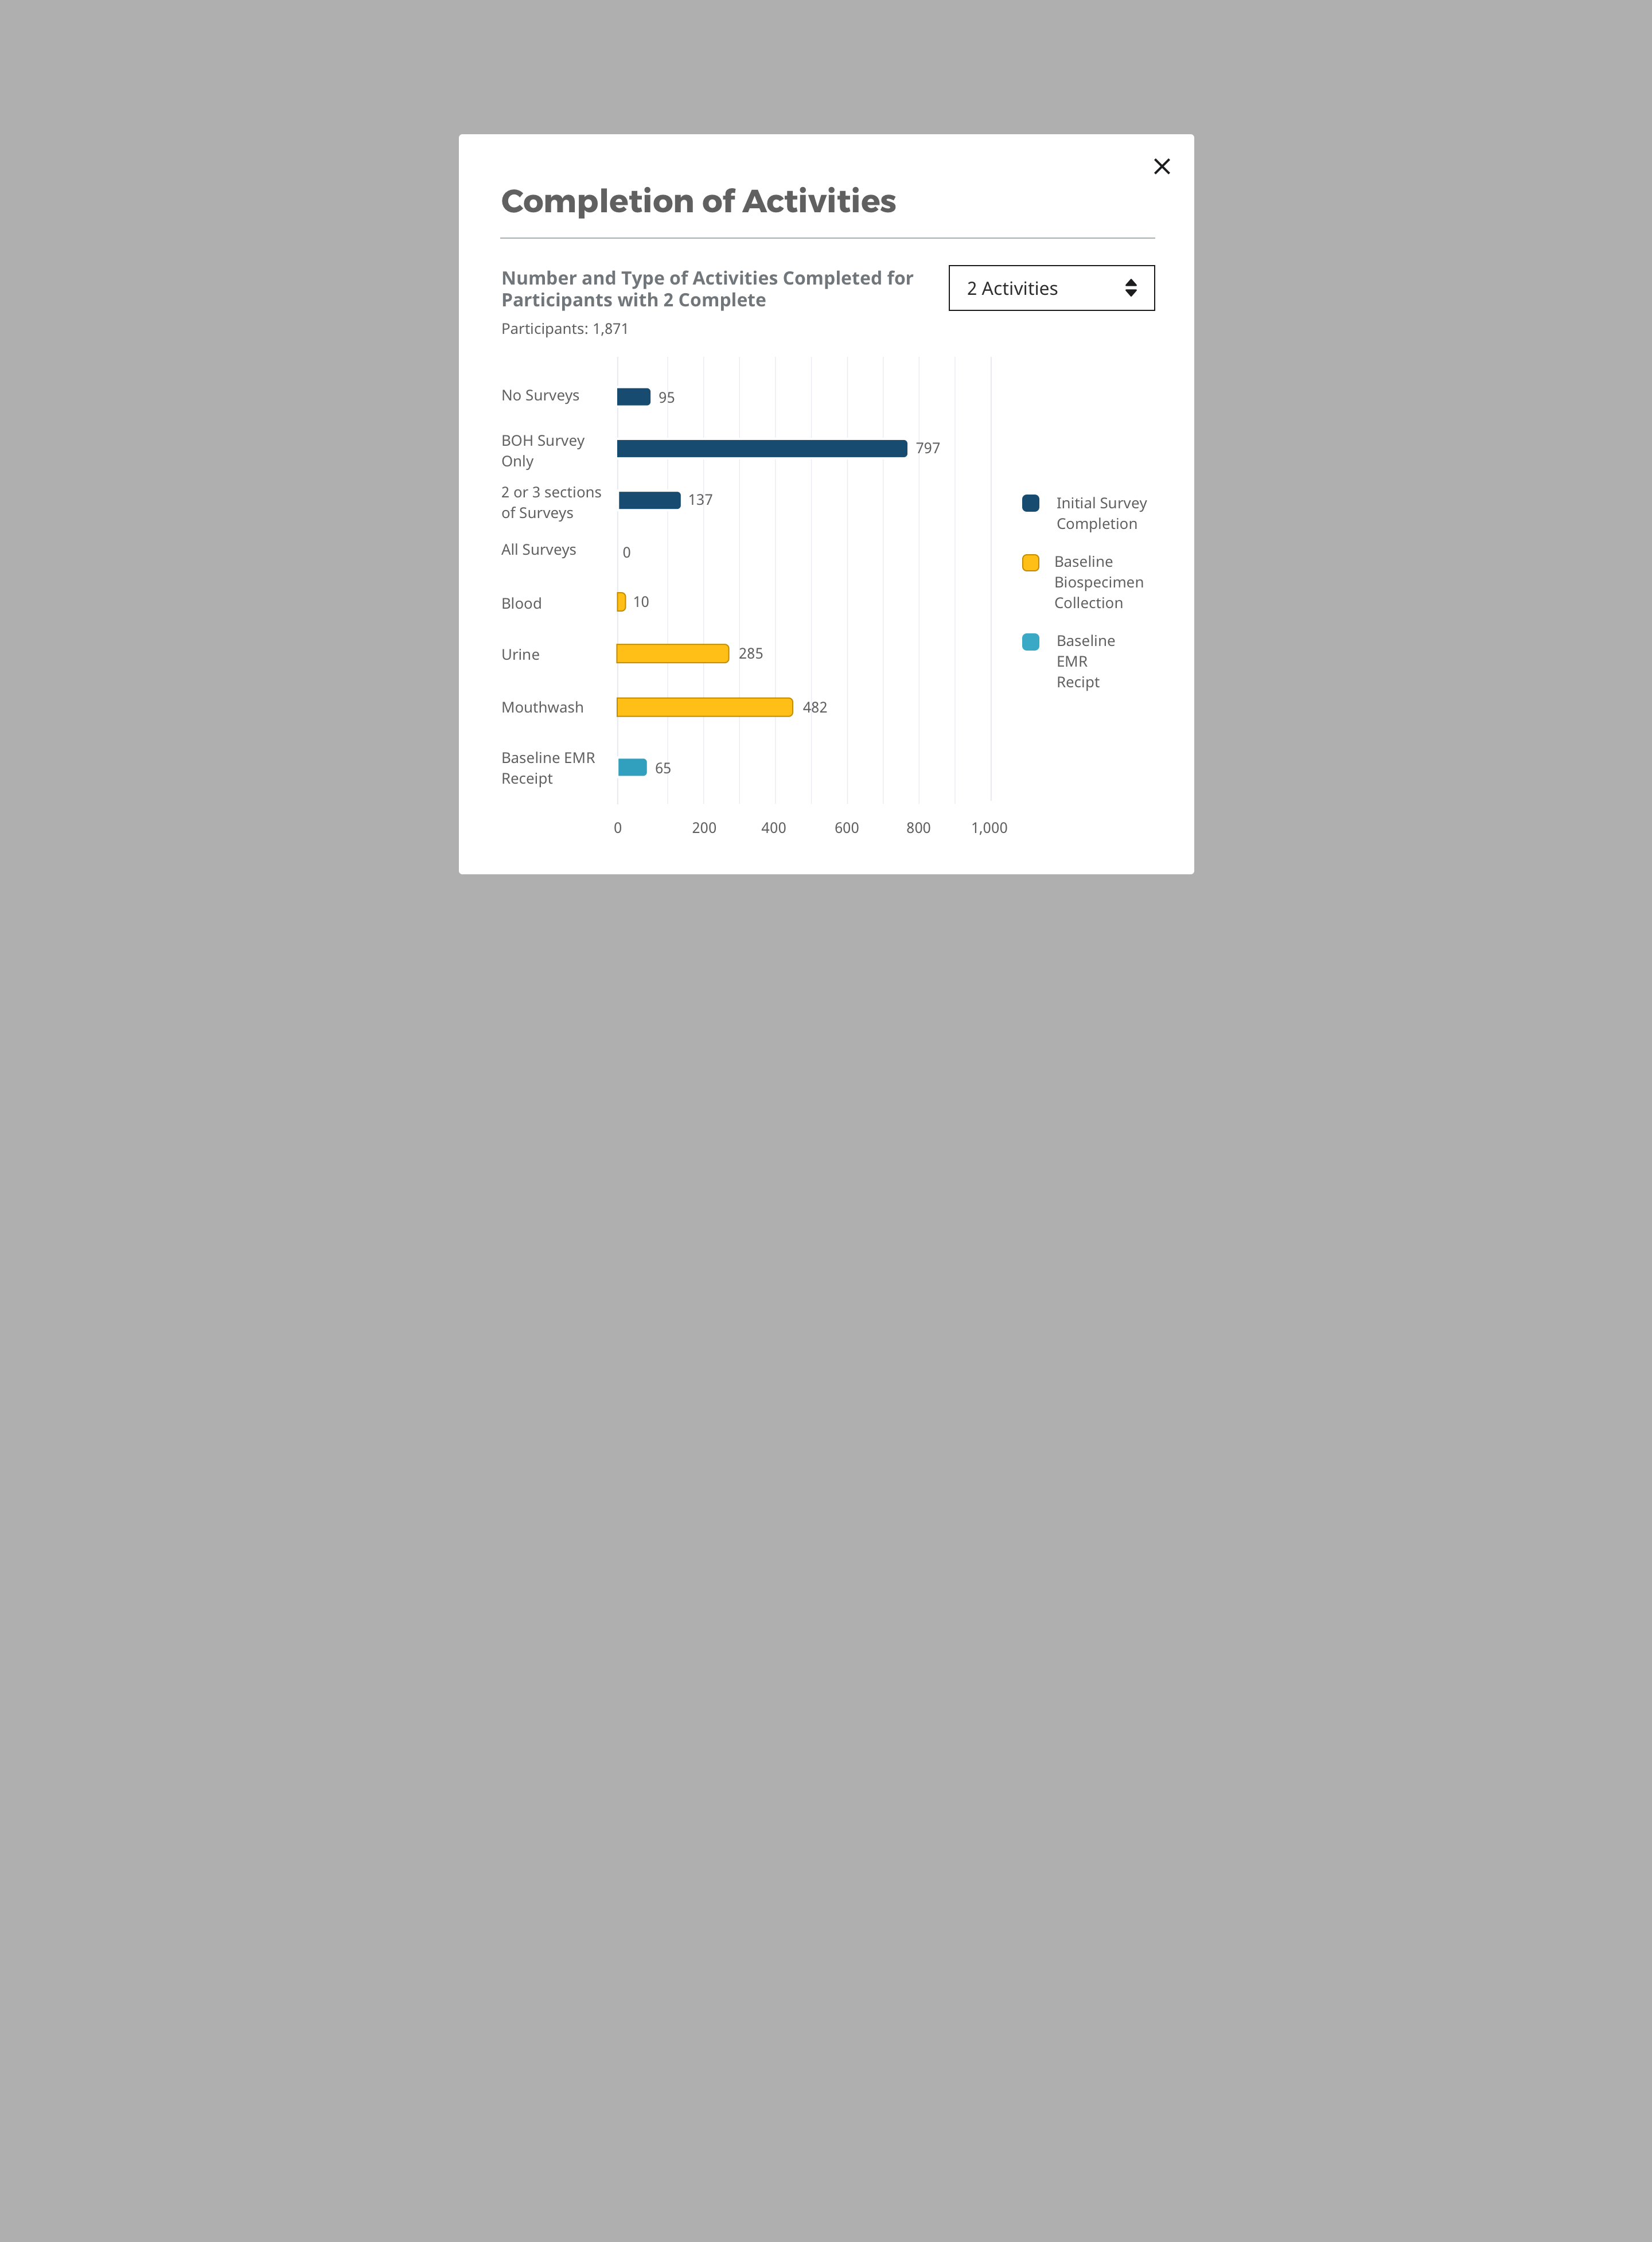 Completion of Activities
Number and Type of Activities Completed for
Participants with 2 Complete
2 Activities
Participants: 1,871
No Surveys
95
BOH Survey
Only
797
2 or 3 sections
of Surveys
137
All Surveys
0
Blood
10
Urine
285
Mouthwash
482
Baseline EMR
Receipt
65
0 200 400 600 800 1,000
Initial Survey
Completion
Baseline
Biospecimen
Collection
Baseline
EMR
Recipt